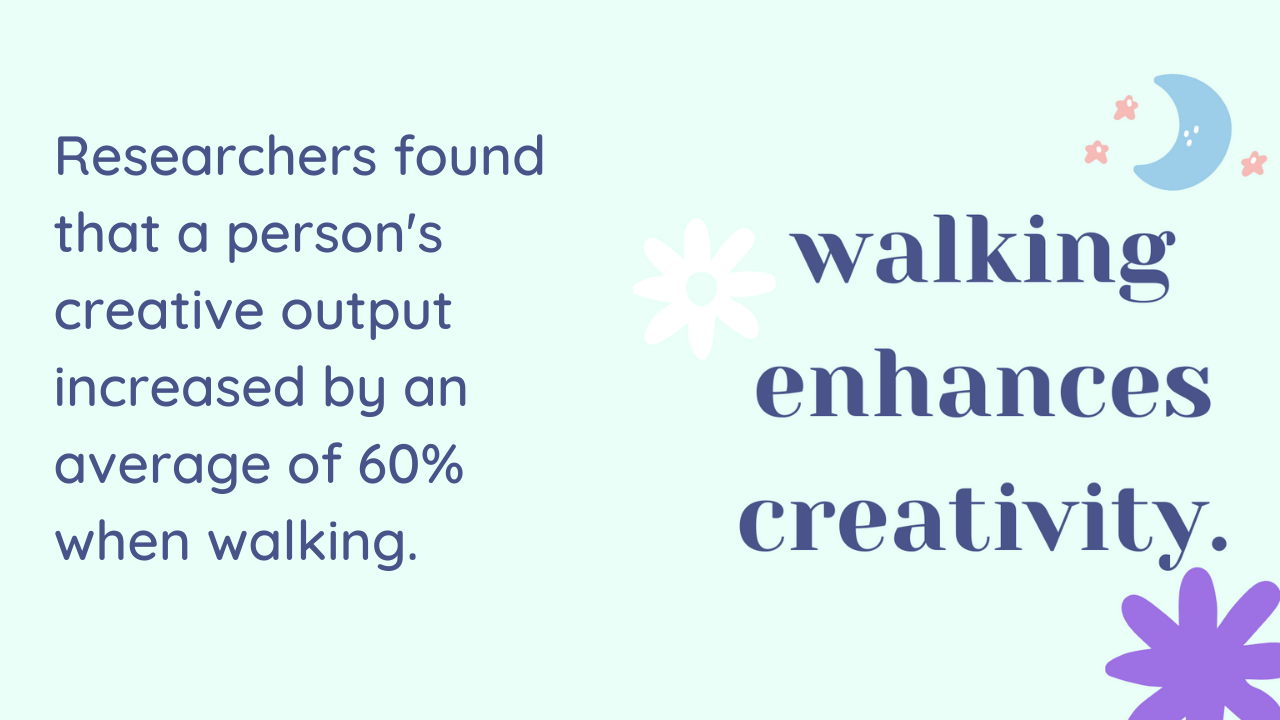 Researchers found
that a person's
creative output
increased by an
average of 60%
when walking.
walking
enhances
creativity.